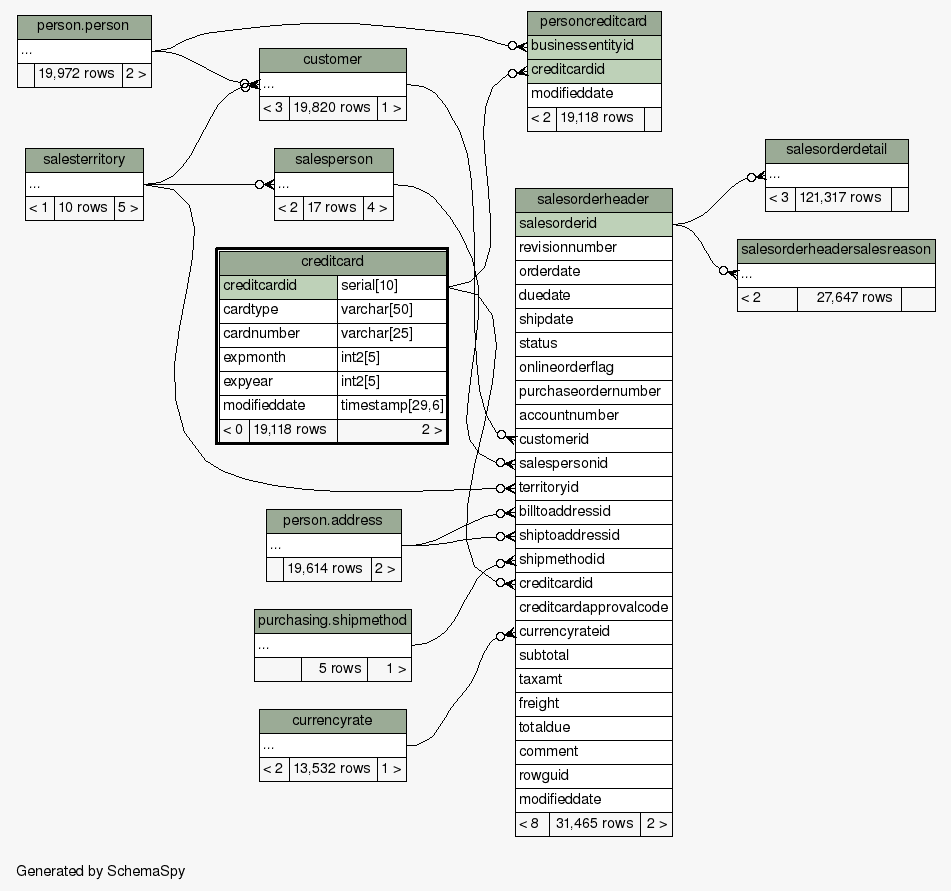 person.person
...
19,972 rows 2 >
customer
...
< 3 19,820 rows 1 >
personcreditcard
businessentityid
creditcardid
modifieddate
< 2 19,118 rows
salesterritory
...
< 1 10 rows 5 >
salesperson
...
< 2 17 rows 4 >
salesorderdetail
...
< 3 121,317 rows
salesorderheadersalesreason
...
< 2 27,647 rows
creditcard
creditcardid serial[10]
cardtype varchar[50]
cardnumber varchar[25]
expmonth int2[5]
expyear int2[5]
modifieddate timestamp[29,6]
< 0 19,118 rows 2 >
salesorderheader
salesorderid
revisionnumber
orderdate
duedate
shipdate
status
onlineorderflag
purchaseordernumber
accountnumber
customerid
salespersonid
territoryid
billtoaddressid
shiptoaddressid
shipmethodid
creditcardid
creditcardapprovalcode
currencyrateid
subtotal
taxamt
freight
totaldue
comment
rowguid
modifieddate
< 8 31,465 rows 2 >
person.address
...
19,614 rows 2 >
purchasing.shipmethod
...
5 rows 1 >
currencyrate
...
< 2 13,532 rows 1 >
Generated by SchemaSpy